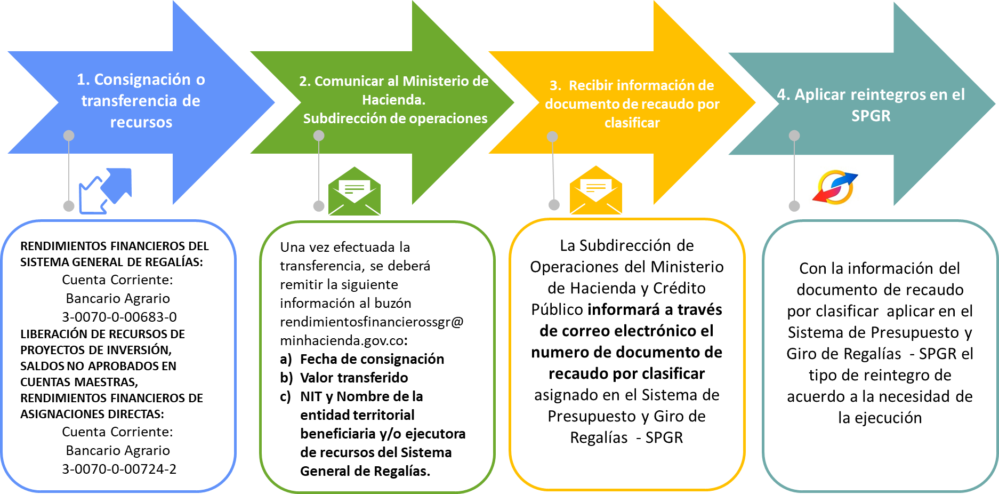 1. Consignación o
transferencia de
recursos
2. Comunicar al Ministerio de
Hacienda.
Subdirección de operaciones
3.  Recibir información de
documento de recaudo por
clasificar
4. Aplicar reintegros en el
SPGR
RENDIMIENTOS FINANCIEROS DEL
SISTEMA GENERAL DE REGALÍAS:
Cuenta Corriente:
Bancario Agrario
3-0070-0-00683-0
LIBERACIÓN DE RECURSOS DE
PROYECTOS DE INVERSIÓN,
SALDOS NO APROBADOS EN
CUENTAS MAESTRAS,
RENDIMIENTOS FINANCIEROS DE
ASIGNACIONES DIRECTAS:
Cuenta Corriente:
Bancario Agrario
3-0070-0-00724-2
Una vez efectuada la
transferencia, se deberá
remitir la siguiente
información al buzón
rendimientosfinancierossgr@
minhacienda.gov.co:
a) Fecha de consignación
b) Valor transferido
c) NIT y Nombre de la
entidad territorial
beneficiaria y/o ejecutora
de recursos del Sistema
General de Regalías.
La Subdirección de
Operaciones del Ministerio
de Hacienda y Crédito
Público informará a través
de correo electrónico el
numero de documento de
recaudo por clasificar
asignado en el Sistema de
Presupuesto y Giro de
Regalías  - SPGR
Con la información del
documento de recaudo
por clasificar  aplicar en el
Sistema de Presupuesto y
Giro de Regalías  - SPGR el
tipo de reintegro de
acuerdo a la necesidad de
la ejecución